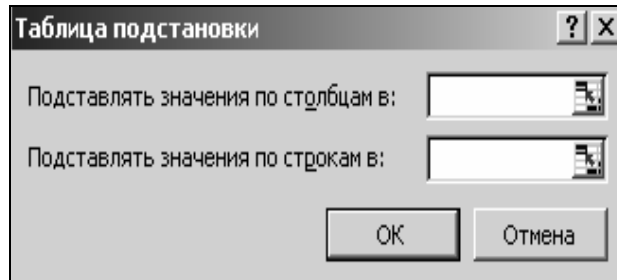 Таблица подстановки
Подставлять значения по столбцам в:
Подставлять значения по строкам в:
ОК
Отмена